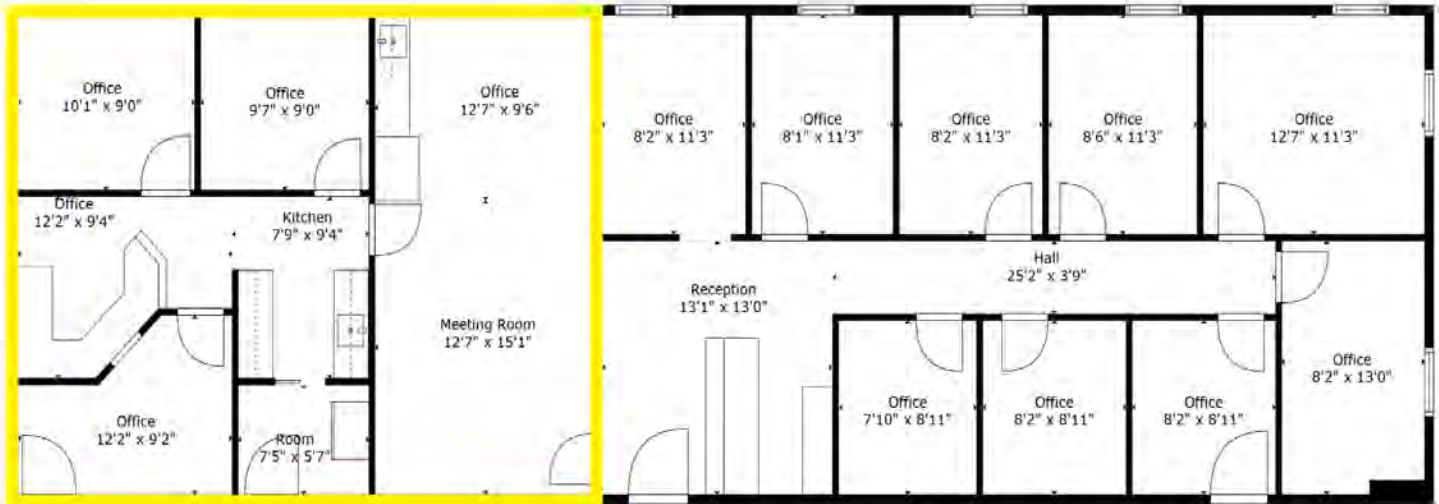 Office
10'1" x 9'0"
Office
9'7" x 9'0"
Office
12'7" x 9'6"
Office
8'2" x 11'3"
Office
8'1" x 11'3"
Office
8'2" x 11'3"
Office
8'6" x 11'3"
Office
12'7" x 11'3"
Office
12'2" x 9'4"
Kitchen
7'9" x 9'4"
Hall
25'2" x 3'9"
Reception
13'1" x 13'0"
Meeting Room
12'7" x 15'1"
Office
8'2" x 13'0"
Office
12'2" x 9'2"
Room
7'5" x 5'7"
Office
7'10" x 8'11"
Office
8'2" x 8'11"
Office
8'2" x 8'11"